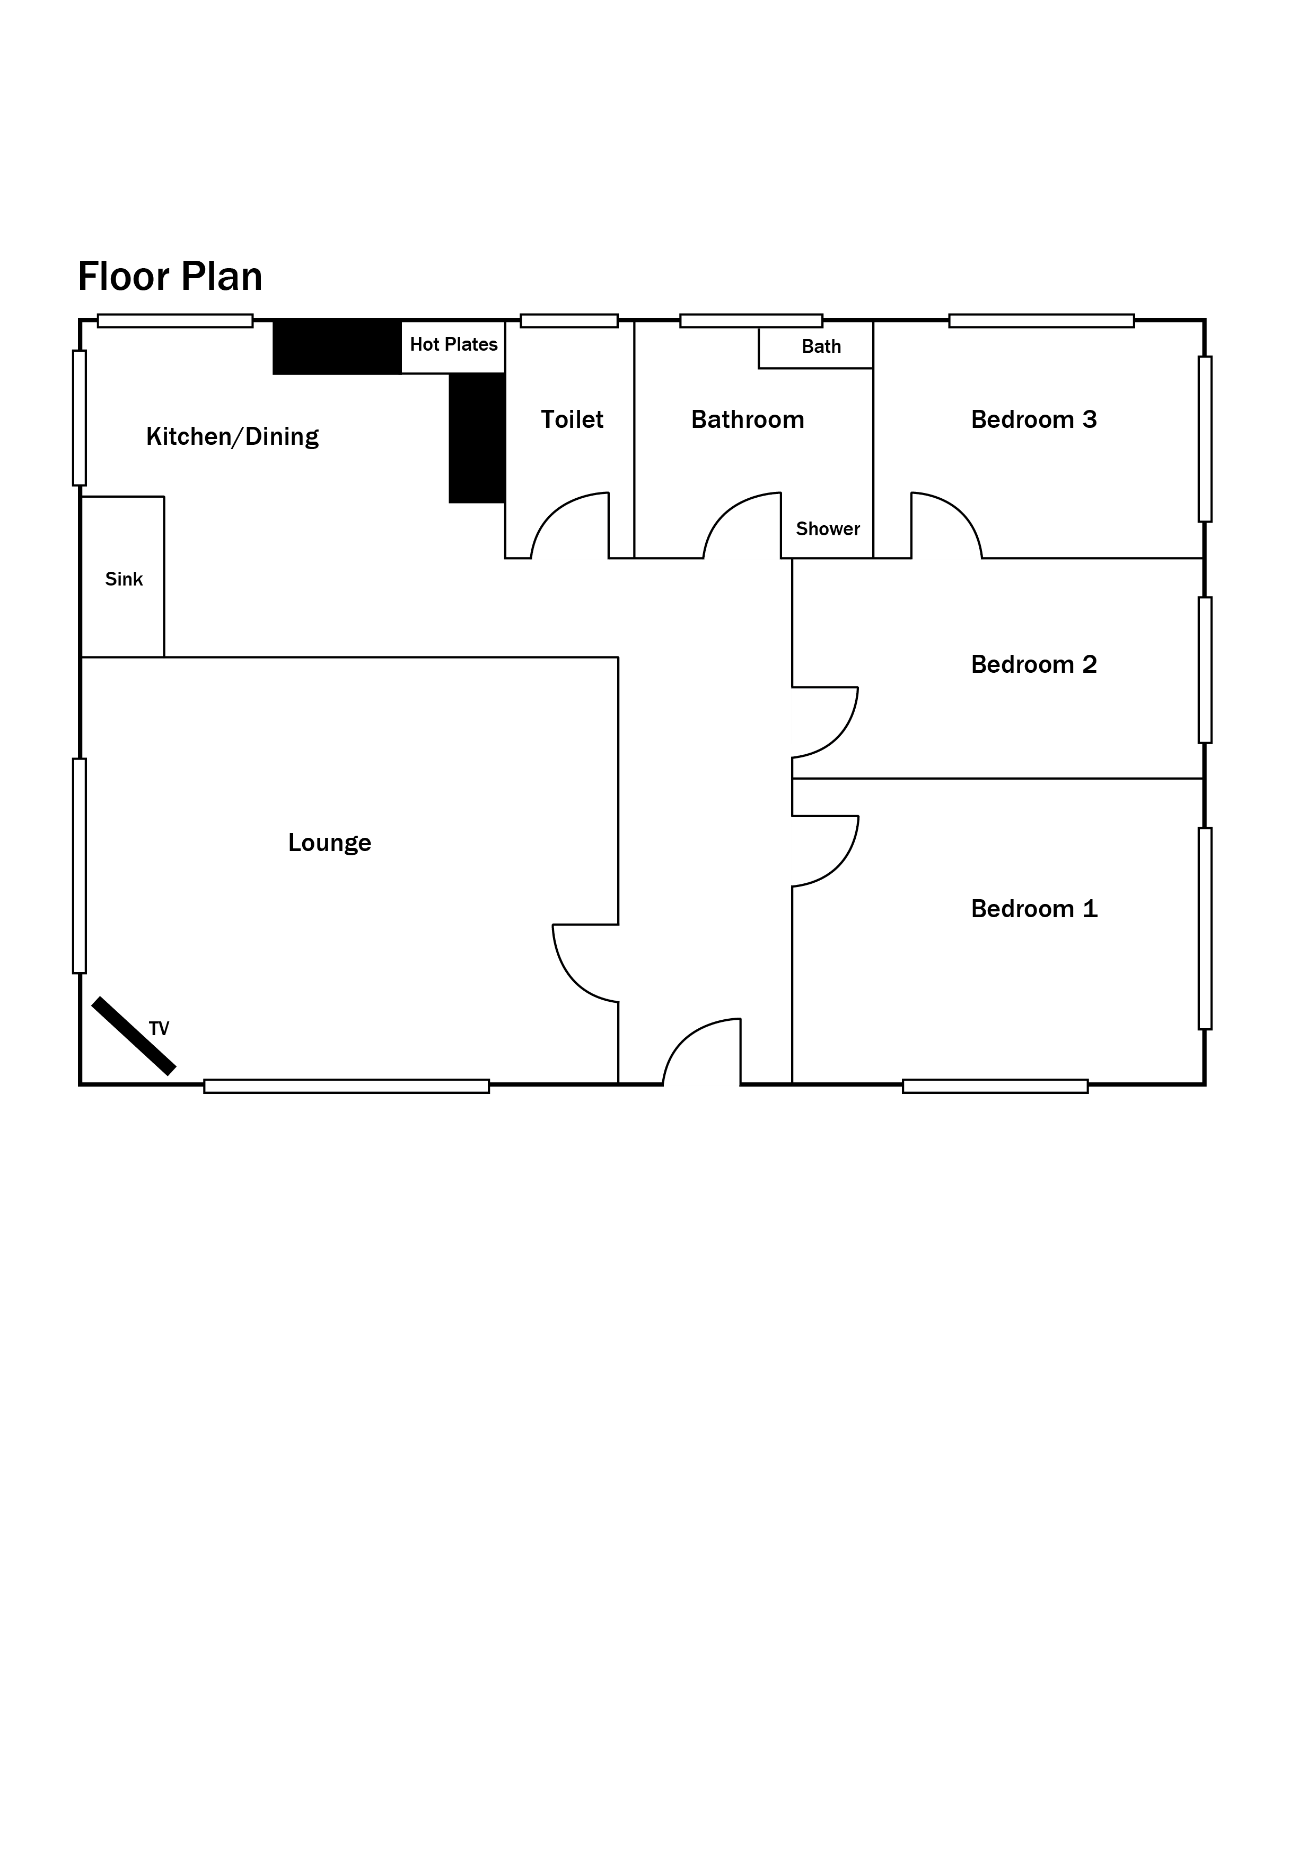 Floor Plan
Hot Plates
Bath
Toilet
Bathroom
Bedroom 3
Kitchen/Dining
Shower
Sink
Bedroom 2
Lounge
Bedroom 1
TV